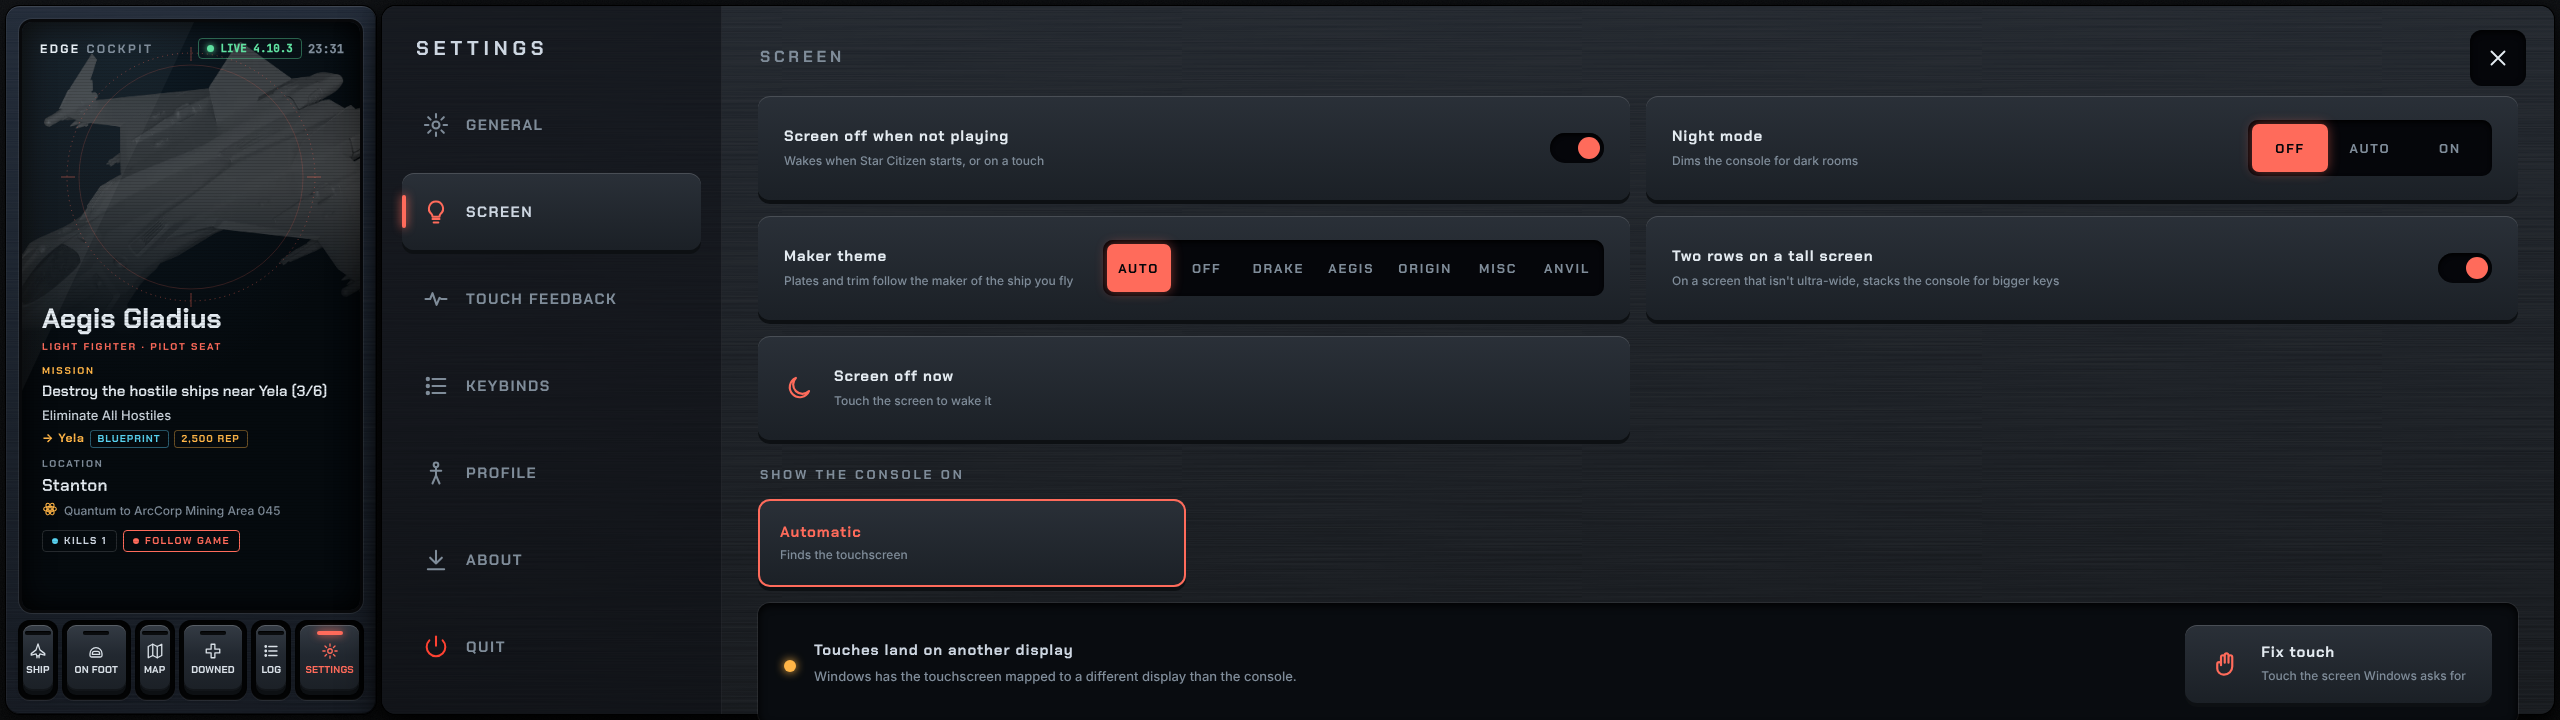 EDGE COCKPIT
LIVE 4.10.3
23:31
Aegis Gladius
LIGHT FIGHTER · PILOT SEAT
MISSION
Destroy the hostile ships near Yela (3/6)
Eliminate All Hostiles
→ Yela
BLUEPRINT
2,500 REP
LOCATION
Stanton
Quantum to ArcCorp Mining Area 045
KILLS 1
FOLLOW GAME
SHIP
ON FOOT
MAP
DOWNED
LOG
SETTINGS
SETTINGS
GENERAL
SCREEN
TOUCH FEEDBACK
KEYBINDS
PROFILE
ABOUT
QUIT
SCREEN
Screen off when not playing
Wakes when Star Citizen starts, or on a touch
Night mode
Dims the console for dark rooms
OFF
AUTO
ON
Maker theme
Plates and trim follow the maker of the ship you fly
AUTO
OFF
DRAKE
AEGIS
ORIGIN
MISC
ANVIL
Two rows on a tall screen
On a screen that isn't ultra-wide, stacks the console for bigger keys
Screen off now
Touch the screen to wake it
SHOW THE CONSOLE ON
Automatic
Finds the touchscreen
Touches land on another display
Windows has the touchscreen mapped to a different display than the console.
Fix touch
Touch the screen Windows asks for